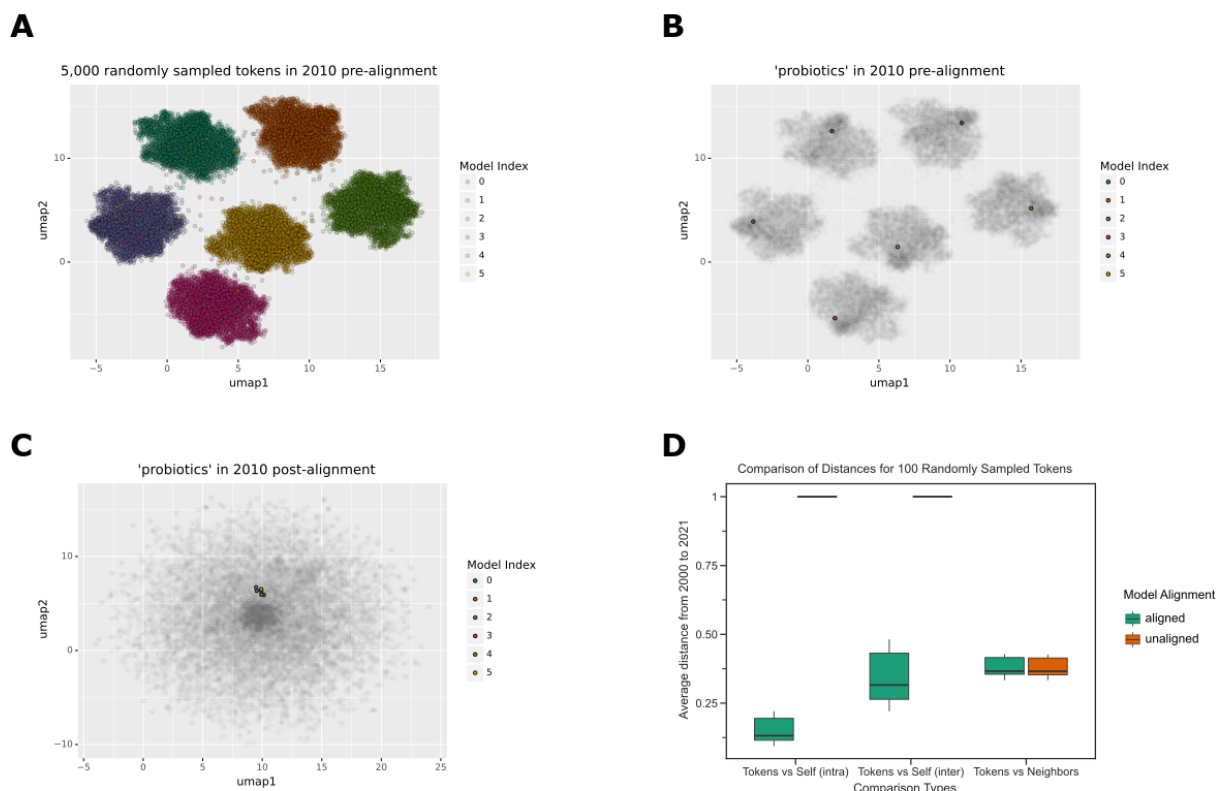 A
5,000 randomly sampled tokens in 2010 pre-alignment
10
0
umap2
−5
0
5
10
15
umap1
Model Index
0
1
2
3
4
5
B
'probiotics' in 2010 pre-alignment
10
0
umap2
−5
0
5
10
15
umap1
Model Index
0
1
2
3
4
5
C
'probiotics' in 2010 post-alignment
10
0
−10
umap2
−5
0
5
10
15
20
25
umap1
Model Index
0
1
2
3
4
5
D
Comparison of Distances for 100 Randomly Sampled Tokens
1
0.75
0.50
0.25
Average distance from 2000 to 2021
Tokens vs Self (intra)
Tokens vs Self (inter)
Tokens vs Neighbors
Comparison Types
Model Alignment
aligned
unaligned